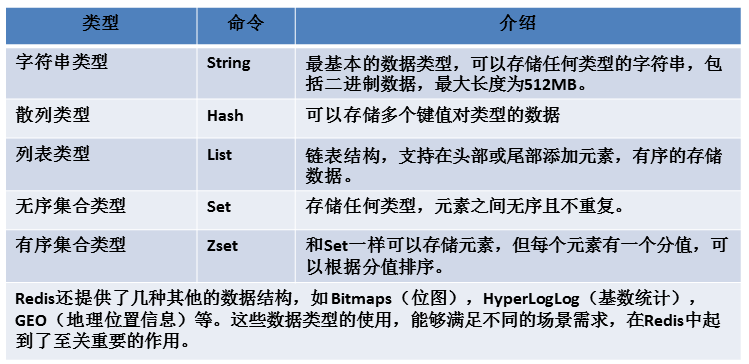 类型 命令 介绍
字符串类型 String 最基本的数据类型，可以存储任何类型的字符串，包
括二进制数据，最大长度为512MB。
散列类型 Hash 可以存储多个键值对类型的数据
列表类型 List 链表结构，支持在头部或尾部添加元素，有序的存储
数据。
无序集合类型 Set 存储任何类型，元素之间无序且不重复。
有序集合类型 Zset 和Set一样可以存储元素，但每个元素有一个分值，可
以根据分值排序。
Redis还提供了几种其他的数据结构，如Bitmaps（位图），HyperLogLog（基数统计），
GEO（地理位置信息）等。这些数据类型的使用，能够满足不同的场景需求，在Redis中起
到了至关重要的作用。